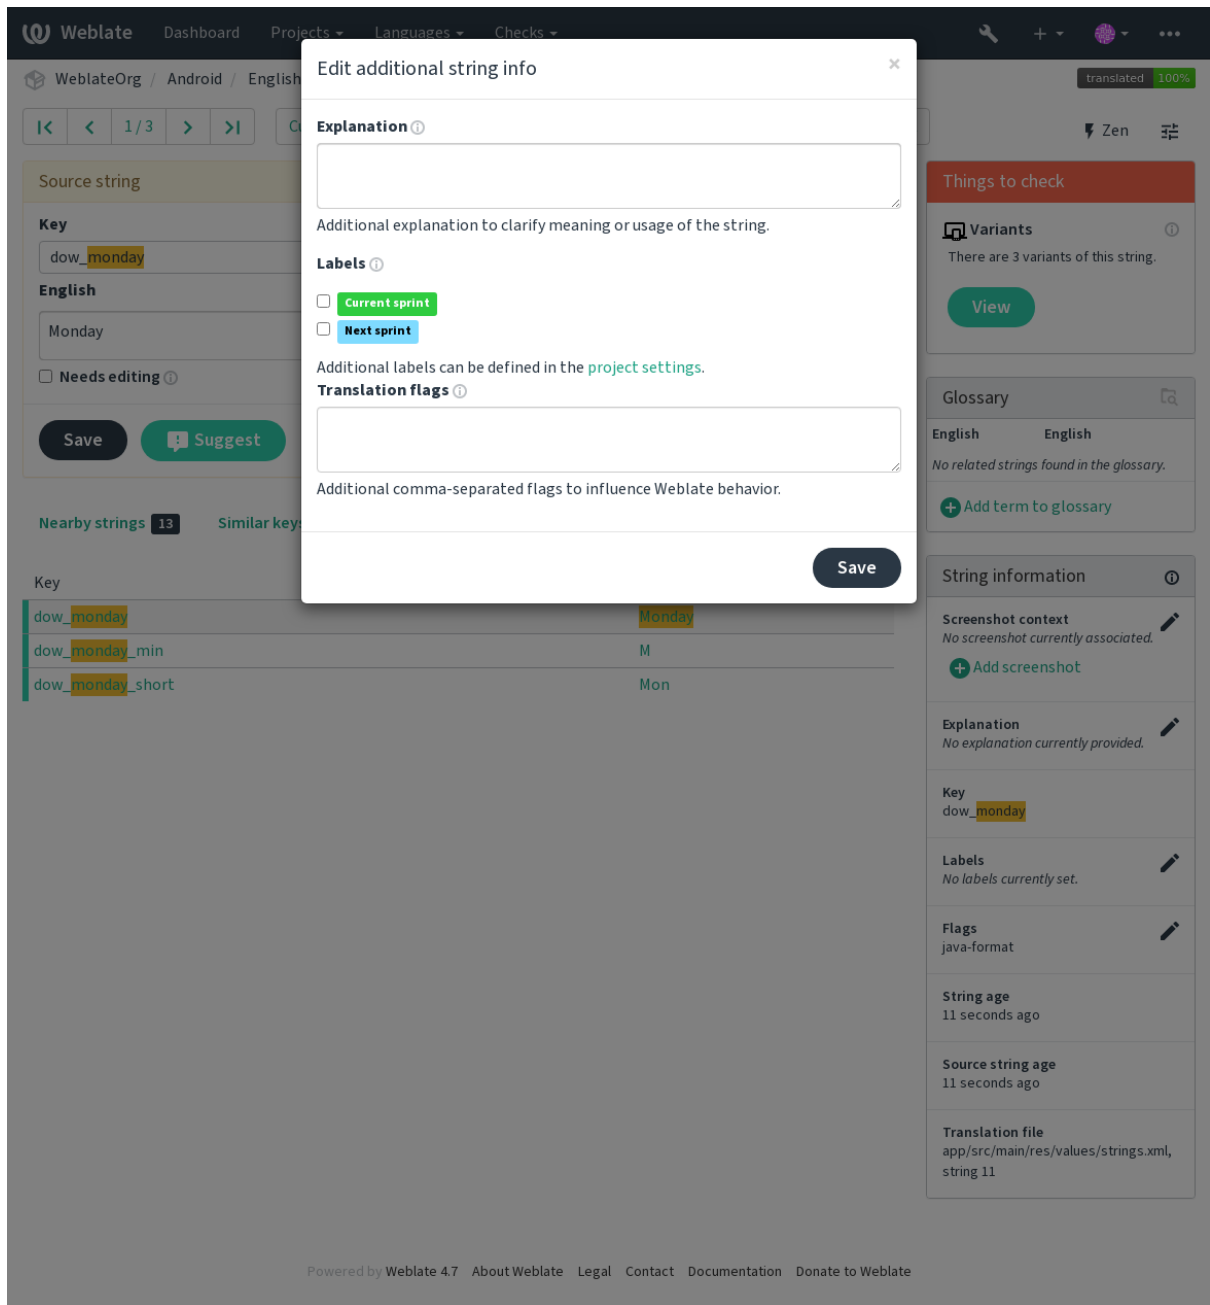 Weblate Dashboard Projects Languages Checks
WeblateOrg / Android / English
translated 100%
1 / 3
Zen
Edit additional string info
×
Explanation
Additional explanation to clarify meaning or usage of the string.
Labels
Current sprint
Next sprint
Additional labels can be defined in the project settings.
Translation flags
Additional comma-separated flags to influence Weblate behavior.
Save
Source string
Key
dow_monday
English
Monday
Needs editing
Save Suggest
Nearby strings 13 Similar keys
Key
dow_monday Monday
dow_monday_min M
dow_monday_short Mon
Things to check
Variants
There are 3 variants of this string.
View
Glossary
English English
No related strings found in the glossary.
Add term to glossary
String information
Screenshot context
No screenshot currently associated.
Add screenshot
Explanation
No explanation currently provided.
Key
dow_monday
Labels
No labels currently set.
Flags
java-format
String age
11 seconds ago
Source string age
11 seconds ago
Translation file
app/src/main/res/values/strings.xml,
string 11
Powered by Weblate 4.7 About Weblate Legal Contact Documentation Donate to Weblate